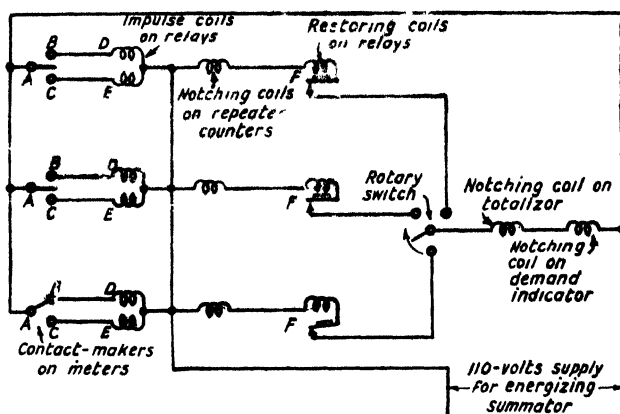 Impulse coils
on relays
Restoring coils
on relays
B
D
A
C
E
F
Notching coils
on repeater
counters
B
D
A
C
E
F
Rotary
switch
Notching coil on
totalizor
Notching
coil on
demand
indicator
D
A
C
E
F
Contact-makers
on meters
110-volts supply
for energizing
summator